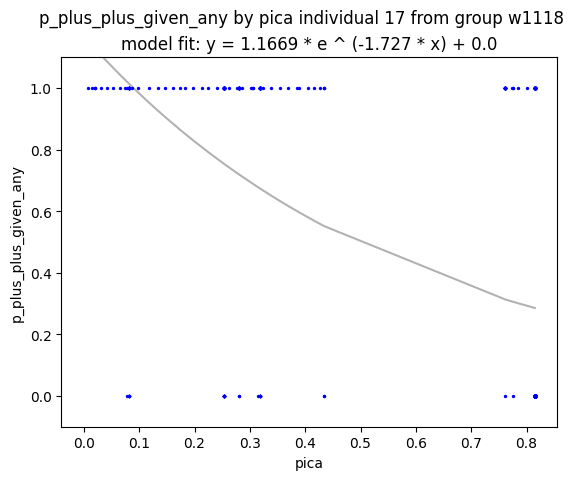 p_plus_plus_given_any by pica individual 17 from group w1118
model fit: y = 1.1669 * e ^ (-1.727 * x) + 0.0
p_plus_plus_given_any
1.0
0.8
0.6
0.4
0.2
0.0
0.0 0.1 0.2 0.3 0.4 0.5 0.6 0.7 0.8
pica